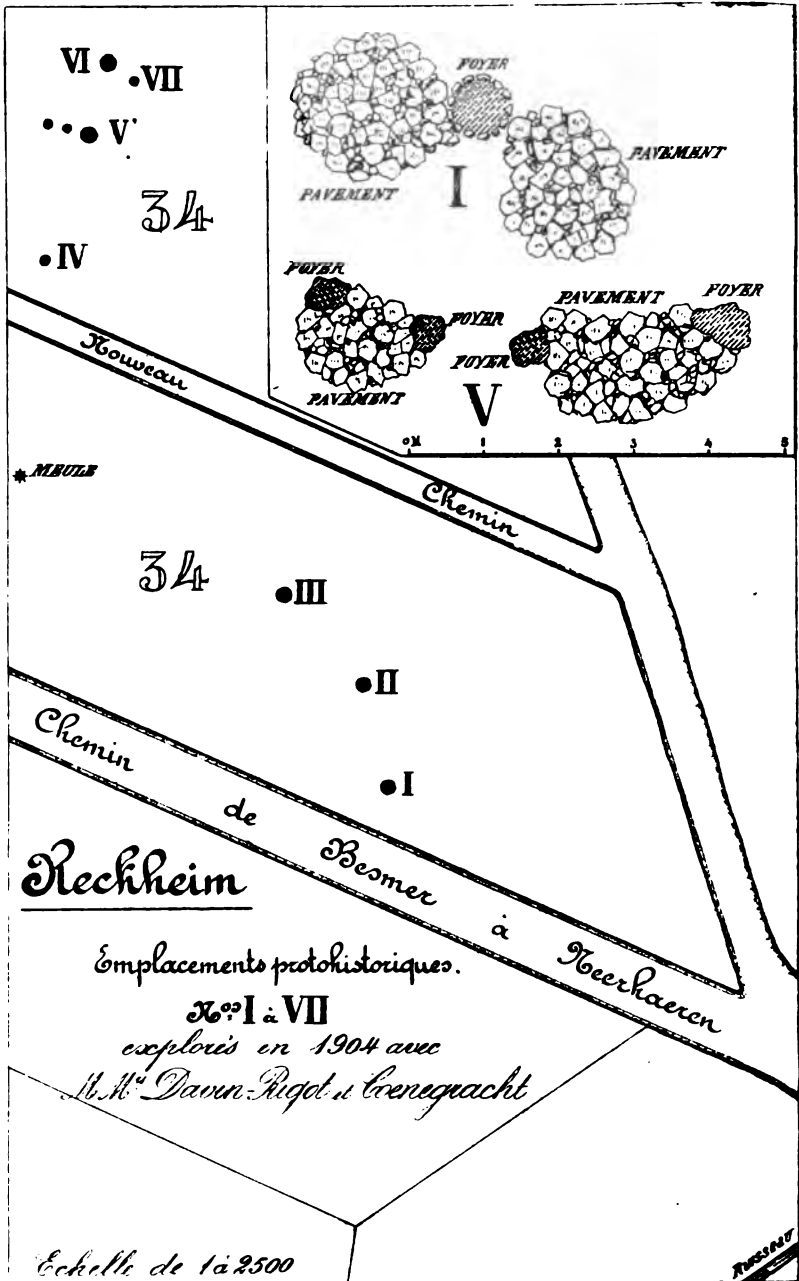 VI
VII
V
34
IV
FOYER
PAVEMENT
PAVEMENT
I
FOYER
FOYER
FOYER
PAVEMENT
FOYER
PAVEMENT
V
0 M 1 2 3 4 5
Nouveau Chemin
MEULE
34
III
II
I
Chemin de Besmer à Neerhaeren
Reckheim
Emplacements protohistoriques.
Nos. I à VII
explorés en 1904 avec
M Mrs Davin-Rigot et Coenegracht
Echelle de 1 à 2500
Ruisseau